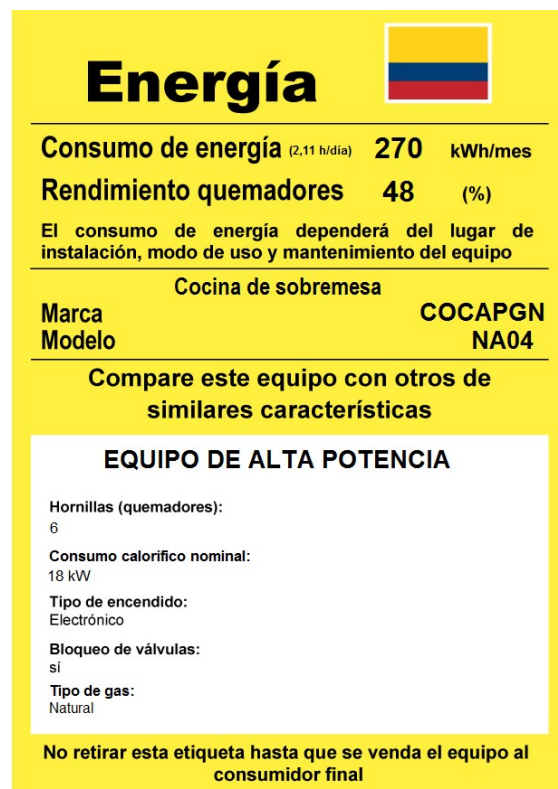 Energía
Consumo de energía (2,11 h/día) 270 kWh/mes
Rendimiento quemadores 48 (%)
El consumo de energía dependerá del lugar de
instalación, modo de uso y mantenimiento del equipo
Cocina de sobremesa
Marca COCAPGN
Modelo NA04
Compare este equipo con otros de
similares características
EQUIPO DE ALTA POTENCIA
Hornillas (quemadores):
6
Consumo calorífico nominal:
18 kW
Tipo de encendido:
Electrónico
Bloqueo de válvulas:
sí
Tipo de gas:
Natural
No retirar esta etiqueta hasta que se venda el equipo al
consumidor final